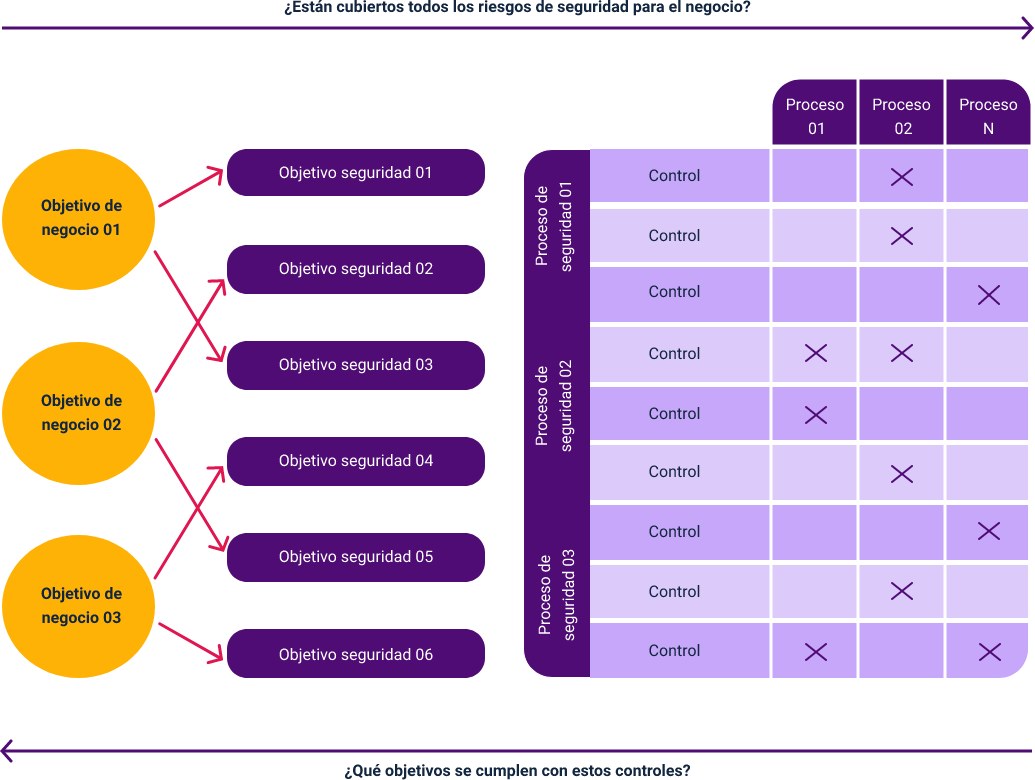 ¿Están cubiertos todos los riesgos de seguridad para el negocio?
Proceso
01
Proceso
02
Proceso
N
Objetivo de
negocio 01
Objetivo de
negocio 02
Objetivo de
negocio 03
Objetivo seguridad 01
Objetivo seguridad 02
Objetivo seguridad 03
Objetivo seguridad 04
Objetivo seguridad 05
Objetivo seguridad 06
Proceso de
seguridad 01
Control
Control
Control
Proceso de
seguridad 02
Control
Control
Control
Proceso de
seguridad 03
Control
Control
Control
¿Qué objetivos se cumplen con estos controles?